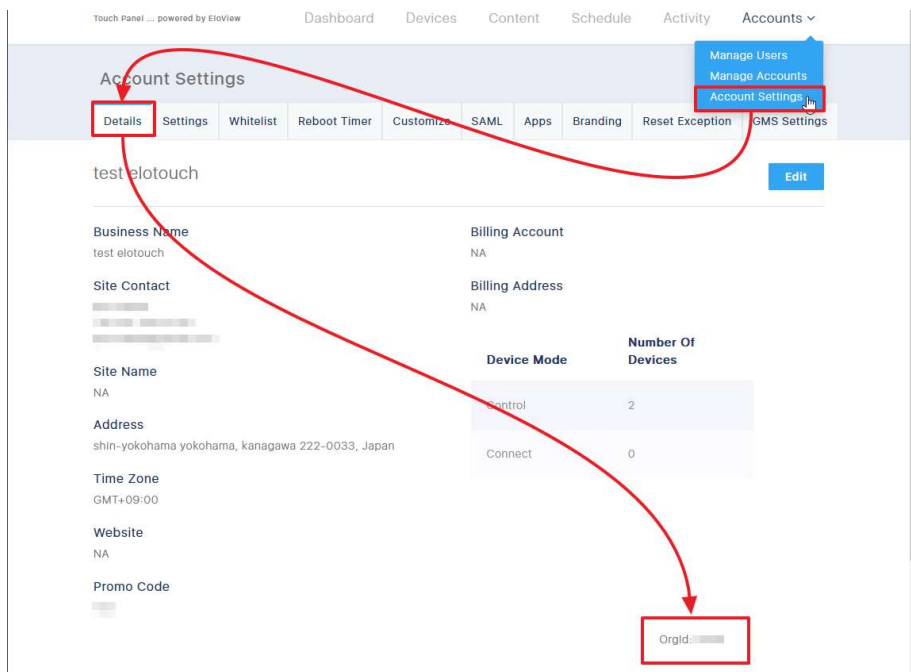 Touch Panel ... powered by EloView
Dashboard Devices Content Schedule Activity Accounts
Manage Users
Manage Accounts
Account Settings
Account Settings
Details Settings Whitelist Reboot Timer Customize SAML Apps Branding Reset Exception GMS Settings
test elotouch
Edit
Business Name
test elotouch
Site Contact
Site Name
NA
Address
shin-yokohama yokohama, kanagawa 222-0033, Japan
Time Zone
GMT+09:00
Website
NA
Promo Code
Billing Account
NA
Billing Address
NA
Device Mode Number Of Devices
Control 2
Connect 0
OrgId: